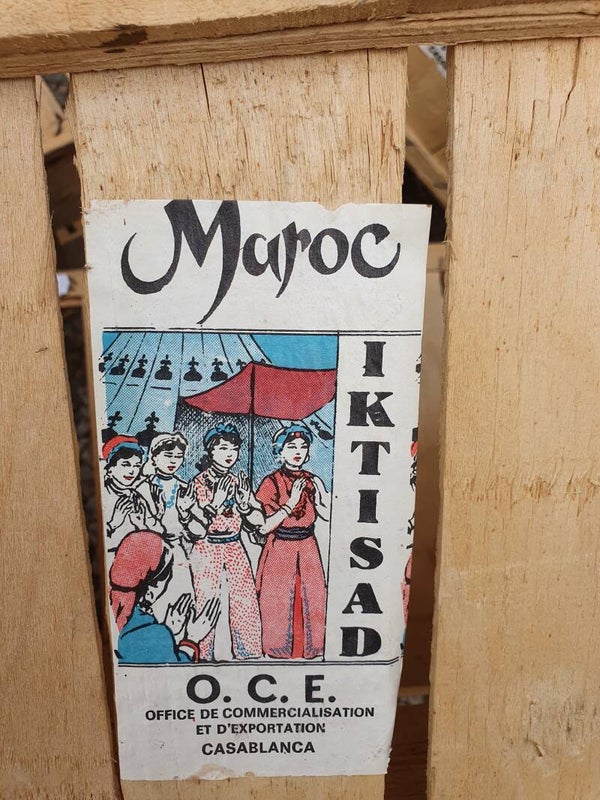 Maroc
IKTISAD
O. C. E.
OFFICE DE COMMERCIALISATION
ET D'EXPORTATION
CASABLANCA